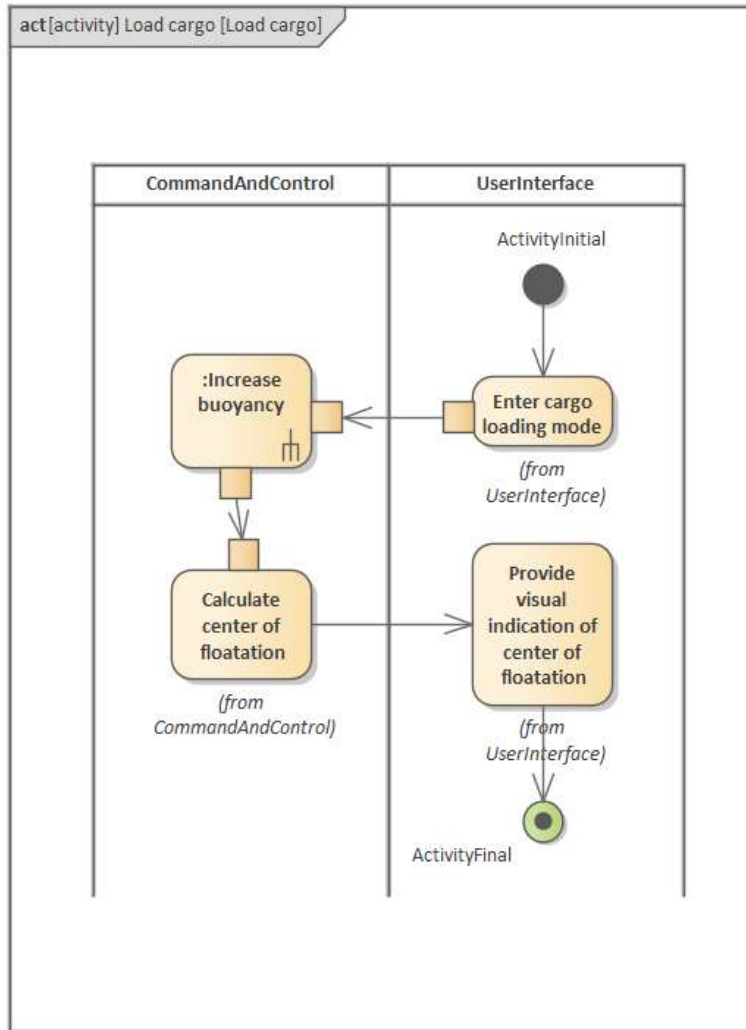 act [activity] Load cargo [Load cargo]
CommandAndControl
UserInterface
ActivityInitial
:Increase
buoyancy
Enter cargo
loading mode
(from
UserInterface)
Calculate
center of
floatation
(from
CommandAndControl)
Provide
visual
indication of
center of
floatation
(from
UserInterface)
ActivityFinal